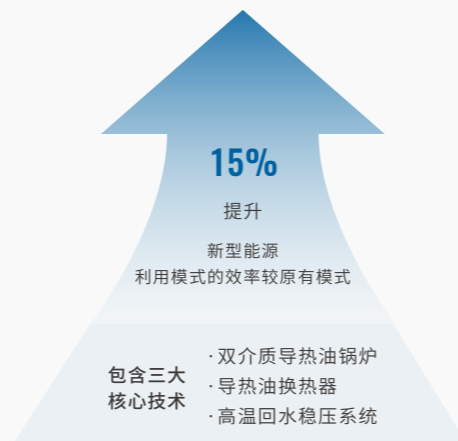 15%
提升
新型能源
利用模式的效率较原有模式
包含三大
核心技术
·双介质导热油锅炉
·导热油换热器
·高温回水稳压系统